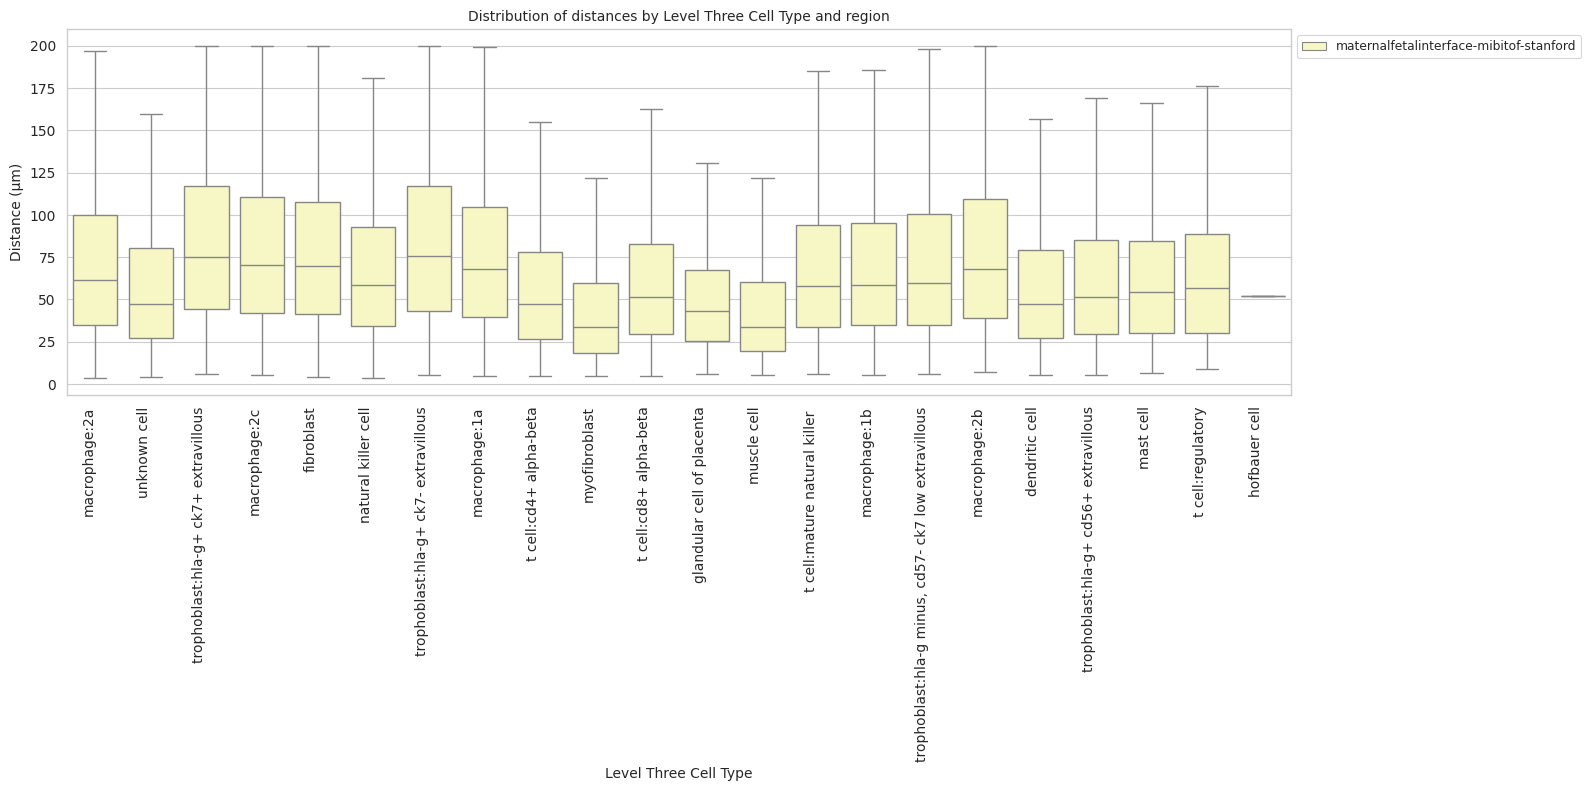 Distribution of distances by Level Three Cell Type and region
maternalfetalinterface-mibitof-stanford
Distance (µm)
200
175
150
125
100
75
50
25
0
macrophage:2a
unknown cell
trophoblast:hla-g+ ck7+ extravillous
macrophage:2c
fibroblast
natural killer cell
trophoblast:hla-g+ ck7- extravillous
macrophage:1a
t cell:cd4+ alpha-beta
myofibroblast
t cell:cd8+ alpha-beta
glandular cell of placenta
muscle cell
t cell:mature natural killer
macrophage:1b
trophoblast:hla-g minus, cd57- ck7 low extravillous
macrophage:2b
dendritic cell
trophoblast:hla-g+ cd56+ extravillous
mast cell
t cell:regulatory
hofbauer cell
Level Three Cell Type